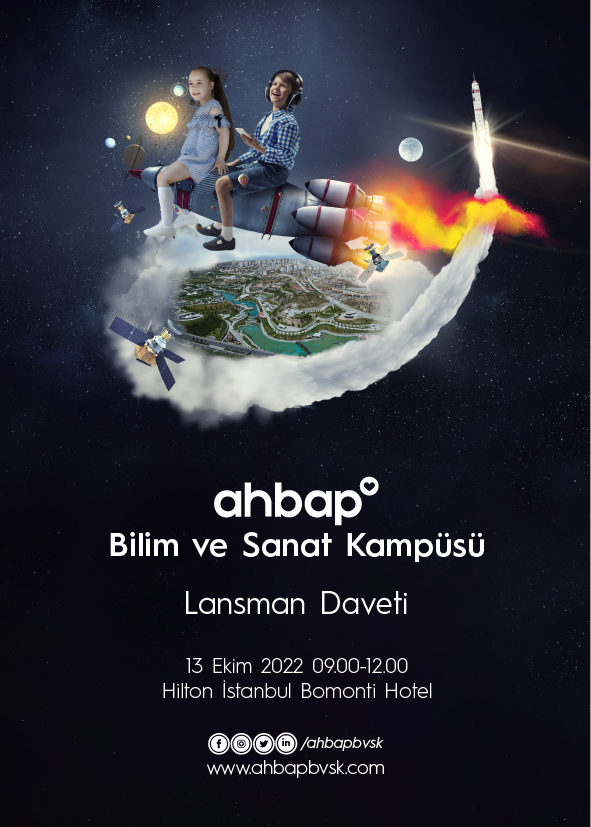 ahbap
Bilim ve Sanat Kampüsü
Lansman Daveti
13 Ekim 2022 09.00-12.00
Hilton İstanbul Bomonti Hotel
/ahbapbvsk
www.ahbapbvsk.com